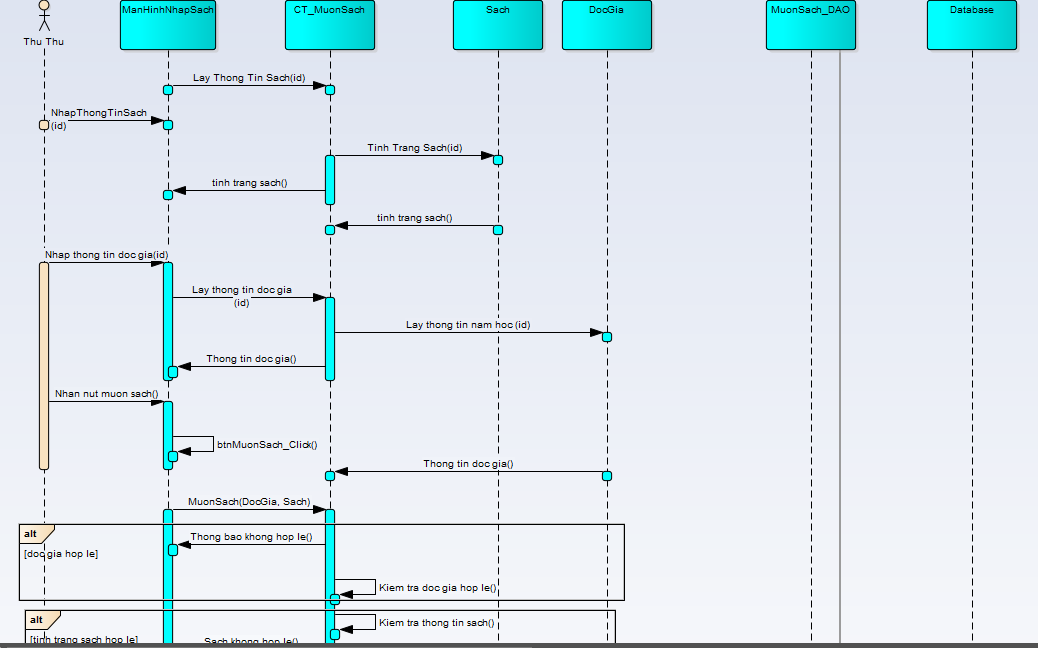 ManHinhNhapSach
CT_MuonSach
Sach
DocGia
MuonSach_DAO
Database
Thu Thu
Lay Thong Tin Sach(id)
NhapThongTinSach
(id)
Tinh Trang Sach(id)
tinh trang sach()
tinh trang sach()
Nhap thong tin doc gia(id)
Lay thong tin doc gia
(id)
Lay thong tin nam hoc (id)
Thong tin doc gia()
Nhan nut muon sach()
btnMuonSach_Click()
Thong tin doc gia()
MuonSach(DocGia, Sach)
alt
Thong bao khong hop le()
[doc gia hop le]
Kiem tra doc gia hop le()
alt
Kiem tra thong tin sach()
[tinh trang sach hop le]
Sach khong hop le()